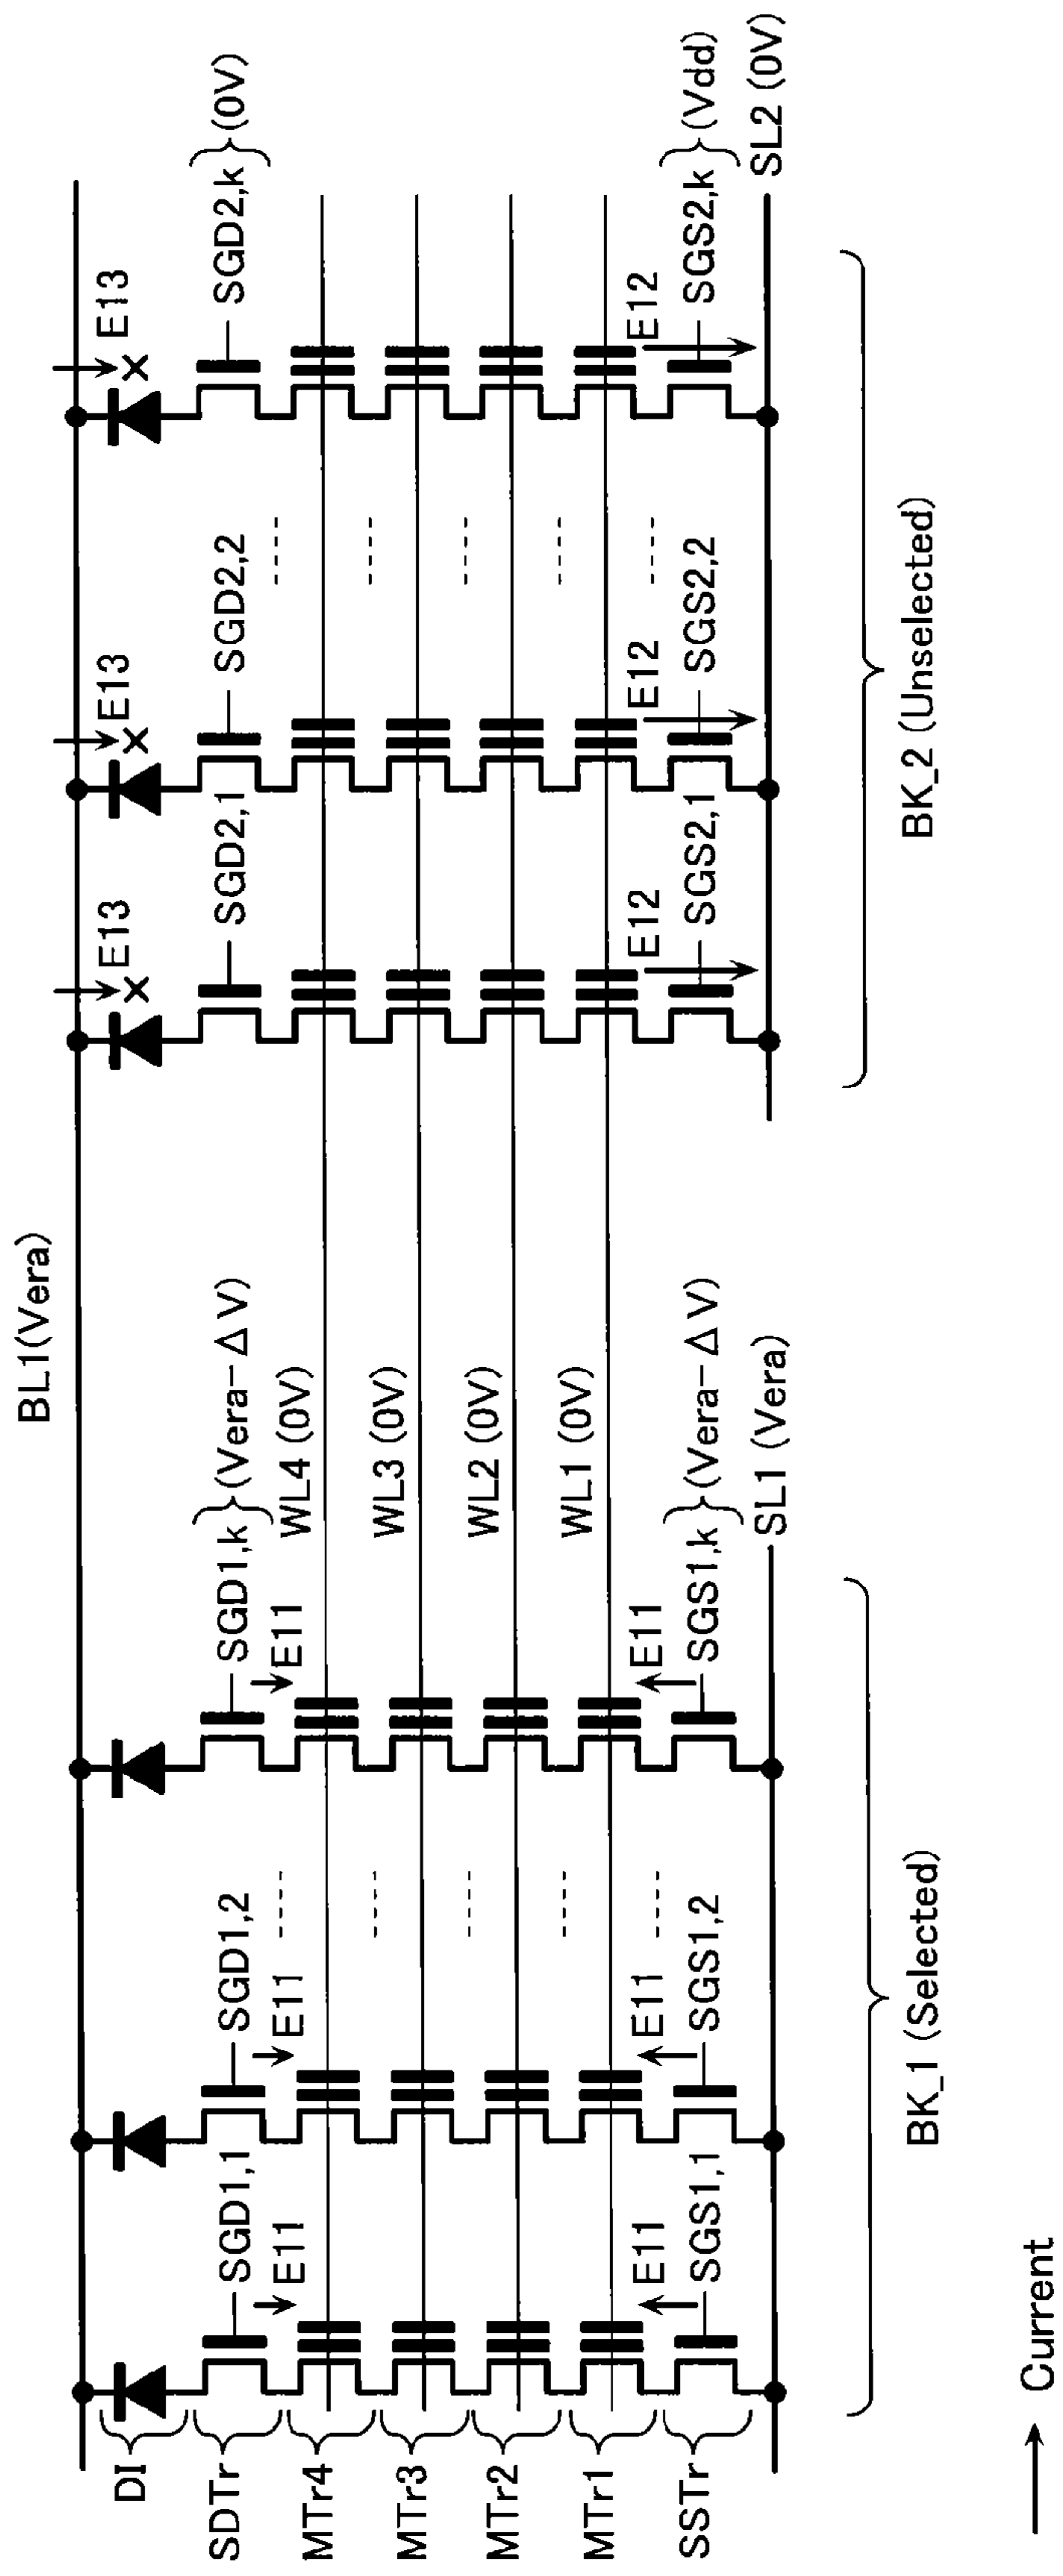 BL1(Vera)
DI
E13
E13
E13
SDTr
SGD1,1
SGD1,2
SGD1,k
(Vera-ΔV)
SGD2,1
SGD2,2
SGD2,k
(0V)
E11
E11
E11
MTr4
WL4 (0V)
MTr3
WL3 (0V)
MTr2
WL2 (0V)
MTr1
WL1 (0V)
E11
E11
E11
E12
E12
E12
SSTr
SGS1,1
SGS1,2
SGS1,k
(Vera-ΔV)
SGS2,1
SGS2,2
SGS2,k
(Vdd)
SL1 (Vera)
SL2 (0V)
BK_1 (Selected)
BK_2 (Unselected)
Current